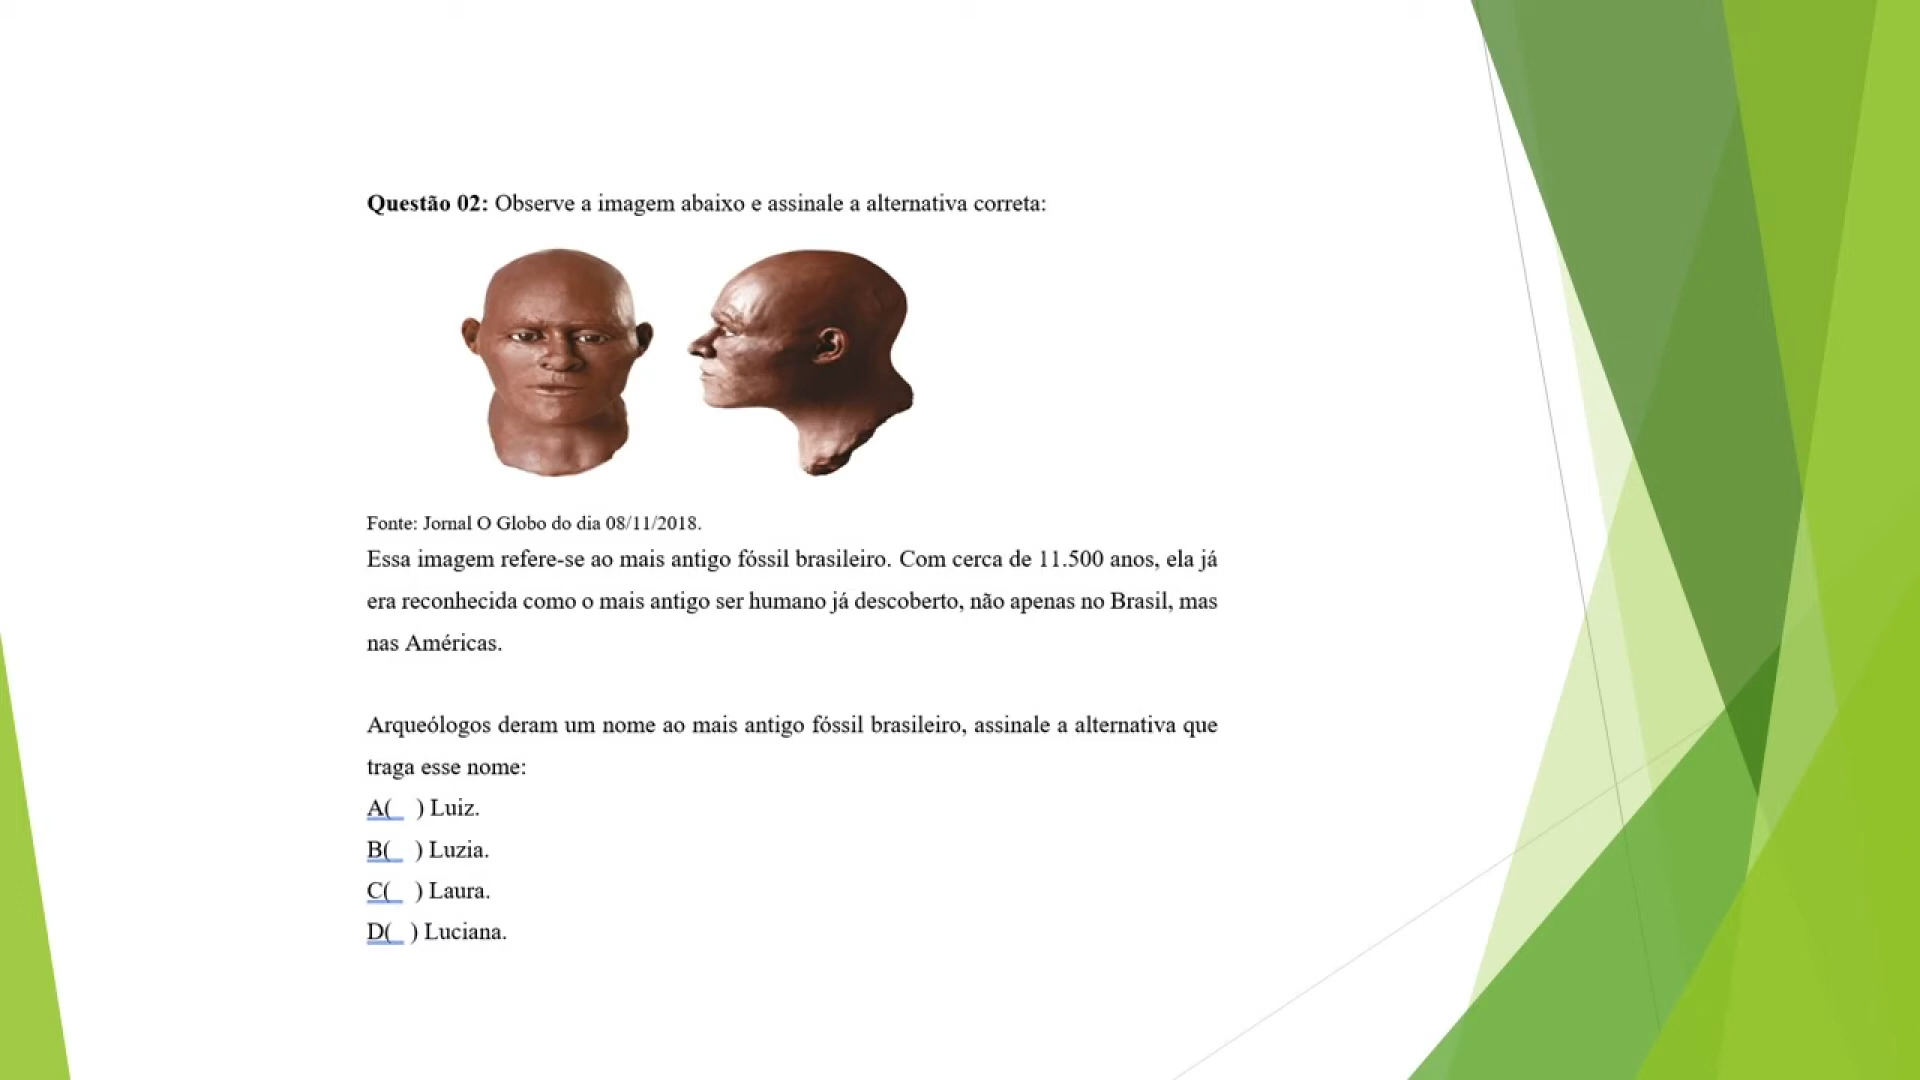 Questão 02: Observe a imagem abaixo e assinale a alternativa correta:
Fonte: Jornal O Globo do dia 08/11/2018.
Essa imagem refere-se ao mais antigo fóssil brasileiro. Com cerca de 11.500 anos, ela já
era reconhecida como o mais antigo ser humano já descoberto, não apenas no Brasil, mas
nas Américas.
Arqueólogos deram um nome ao mais antigo fóssil brasileiro, assinale a alternativa que
traga esse nome:
A(   ) Luiz.
B(   ) Luzia.
C(   ) Laura.
D(   ) Luciana.